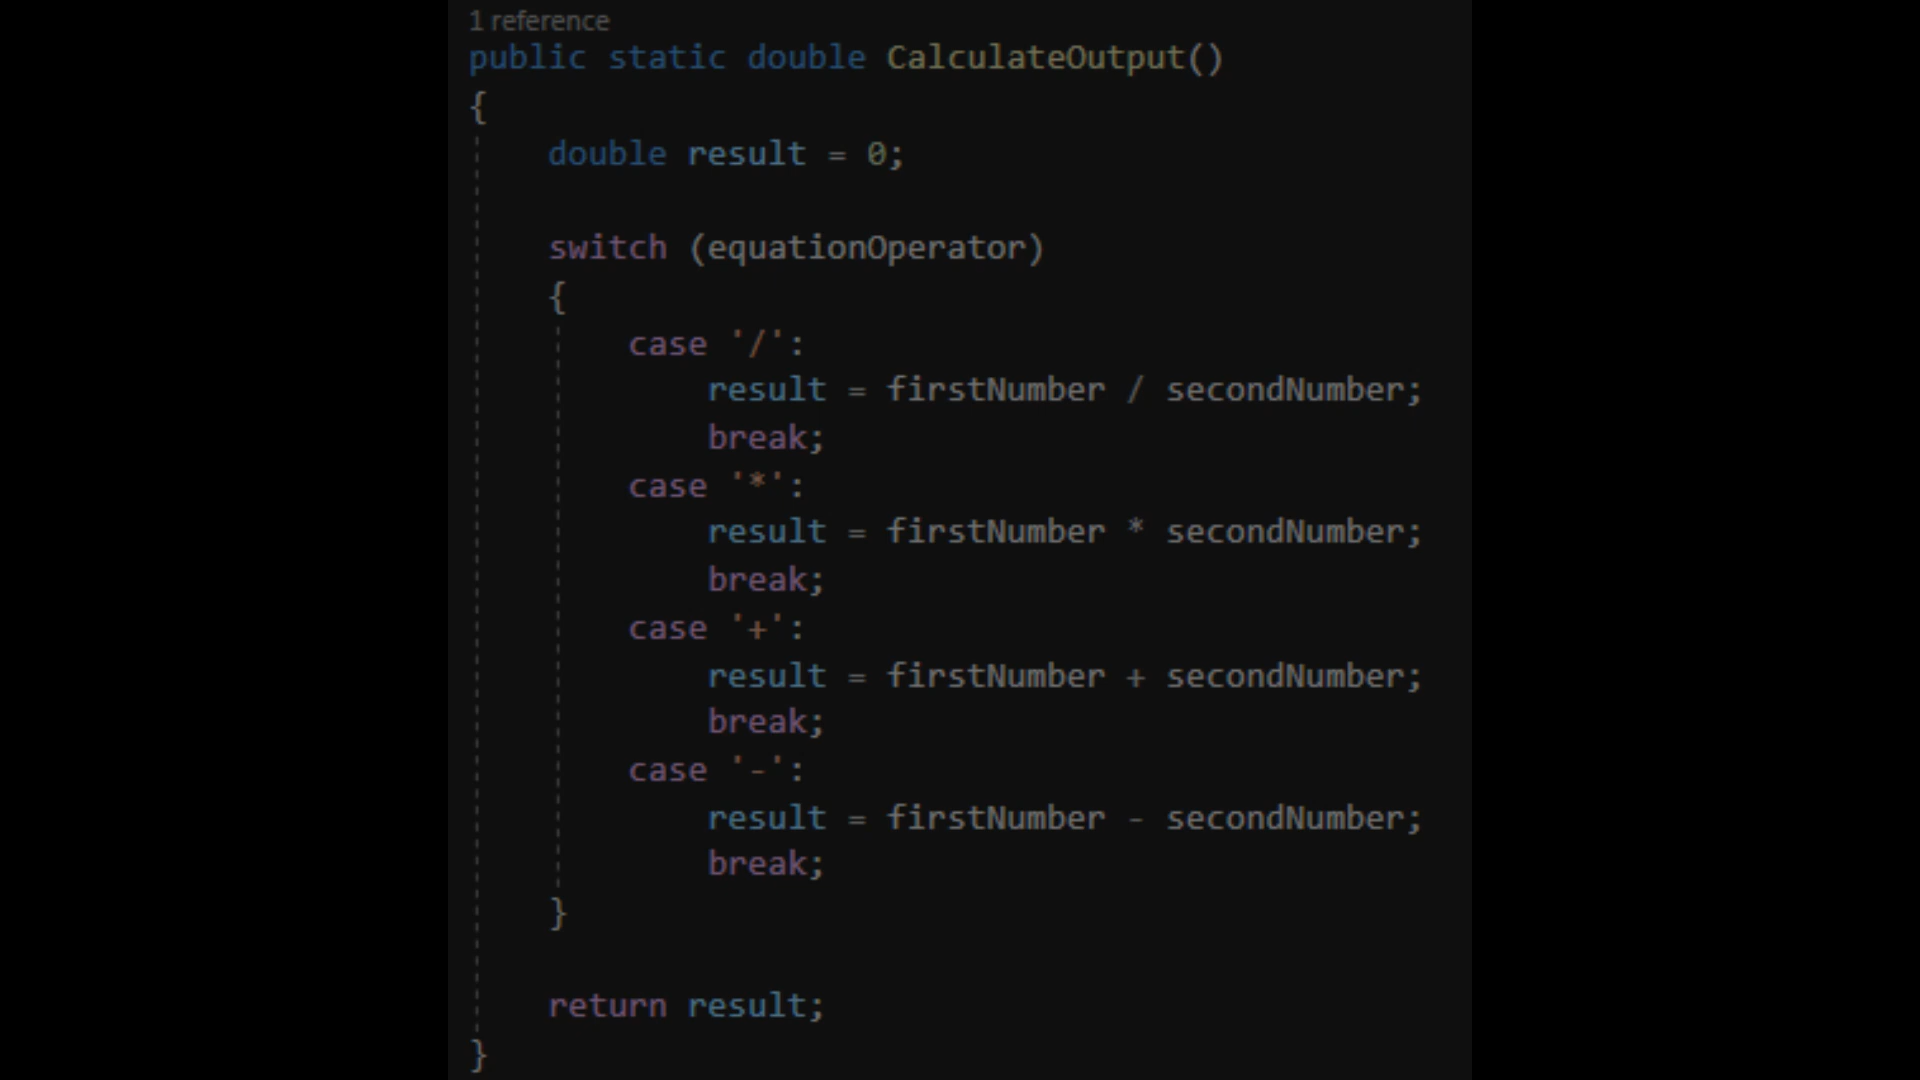 1 reference
public static double CalculateOutput()
{
double result = 0;
switch (equationOperator)
{
case '/':
result = firstNumber / secondNumber;
break;
case '*':
result = firstNumber * secondNumber;
break;
case '+':
result = firstNumber + secondNumber;
break;
case '-':
result = firstNumber - secondNumber;
break;
}
return result;
}